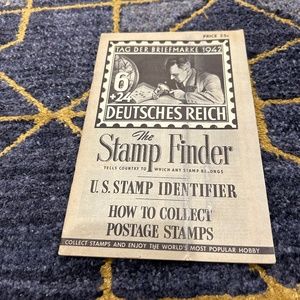 PRICE 25¢
TAG DER BRIEFMARKE 1942
6
+24
DEUTSCHES REICH
The
Stamp Finder
TELLS COUNTRY TO WHICH ANY STAMP BELONGS
U.S. STAMP IDENTIFIER
HOW TO COLLECT
POSTAGE STAMPS
COLLECT STAMPS AND ENJOY THE WORLD'S MOST POPULAR HOBBY